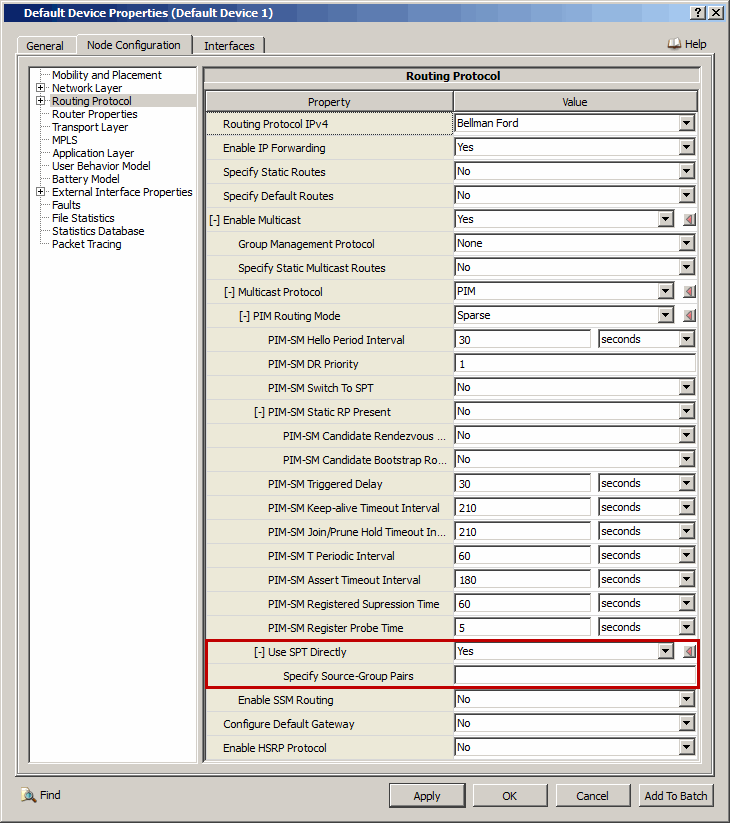 Default Device Properties (Default Device 1)
General Node Configuration Interfaces Help
Mobility and Placement
Network Layer
Routing Protocol
Router Properties
Transport Layer
MPLS
Application Layer
User Behavior Model
Battery Model
External Interface Properties
Faults
File Statistics
Statistics Database
Packet Tracing
Routing Protocol
Property Value
Routing Protocol IPv4 Bellman Ford
Enable IP Forwarding Yes
Specify Static Routes No
Specify Default Routes No
[-] Enable Multicast Yes
Group Management Protocol None
Specify Static Multicast Routes No
[-] Multicast Protocol PIM
[-] PIM Routing Mode Sparse
PIM-SM Hello Period Interval 30 seconds
PIM-SM DR Priority 1
PIM-SM Switch To SPT No
[-] PIM-SM Static RP Present No
PIM-SM Candidate Rendezvous ... No
PIM-SM Candidate Bootstrap Ro... No
PIM-SM Triggered Delay 30 seconds
PIM-SM Keep-alive Timeout Interval 210 seconds
PIM-SM Join/Prune Hold Timeout In... 210 seconds
PIM-SM T Periodic Interval 60 seconds
PIM-SM Assert Timeout Interval 180 seconds
PIM-SM Registered Supression Time 60 seconds
PIM-SM Register Probe Time 5 seconds
[-] Use SPT Directly Yes
Specify Source-Group Pairs
Enable SSM Routing No
Configure Default Gateway No
Enable HSRP Protocol No
Find Apply OK Cancel Add To Batch